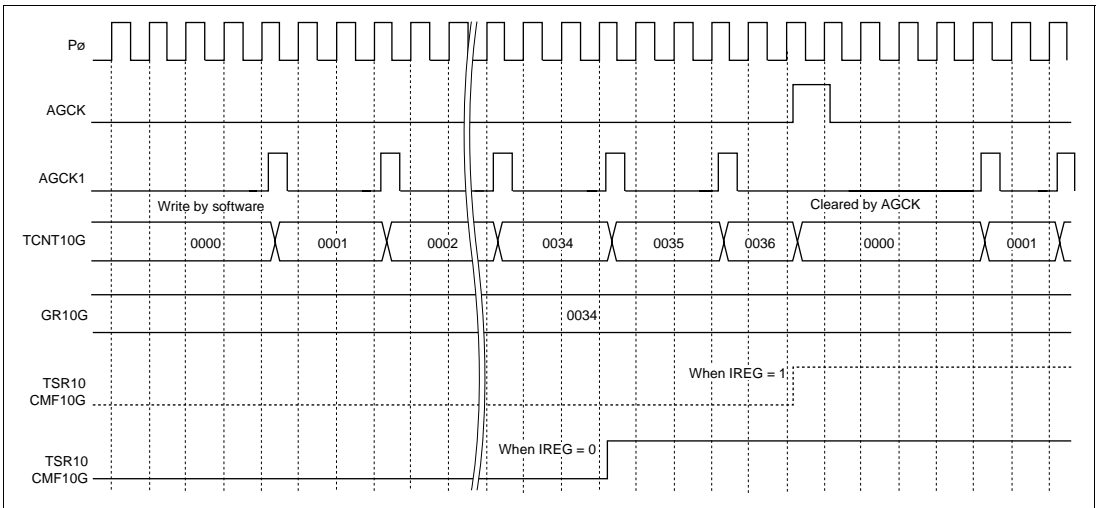 Pø
AGCK
AGCK1
Write by software
Cleared by AGCK
TCNT10G
0000 0001 0002 0034 0035 0036 0000 0001
GR10G
0034
TSR10
CMF10G
When IREG = 1
TSR10
CMF10G
When IREG = 0